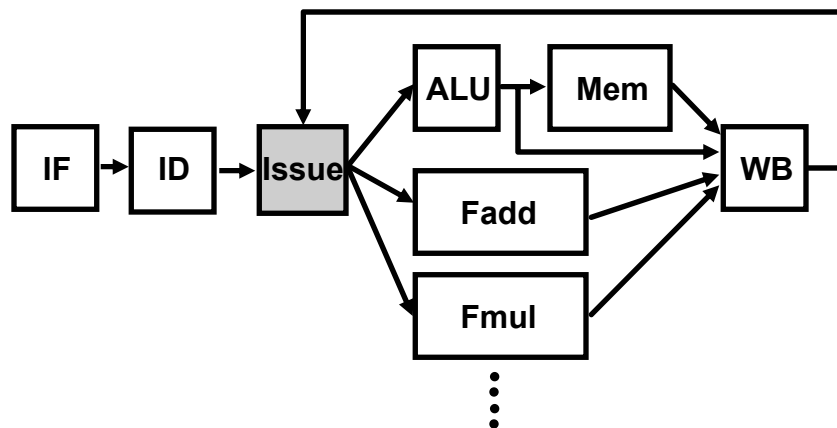 ALU
Mem
IF
ID
Issue
WB
Fadd
Fmul